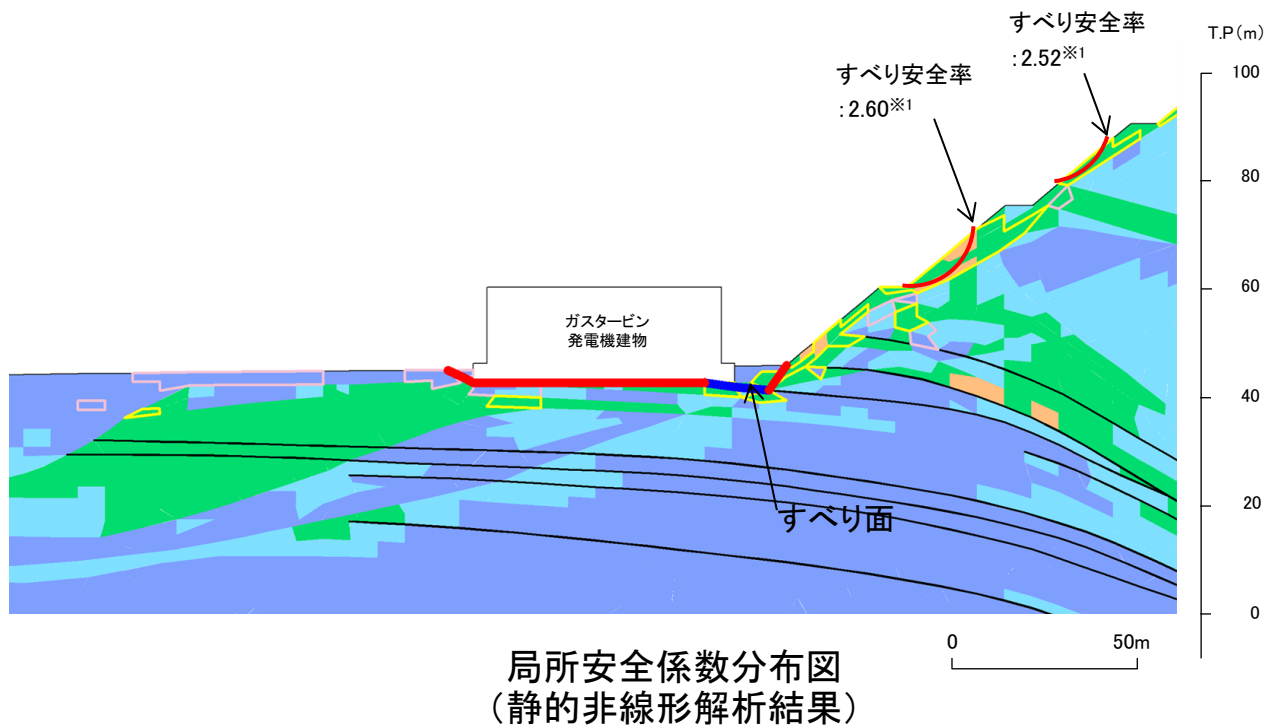 すべり安全率
:2.52※1
すべり安全率
:2.60※1
T.P(m)
100
80
60
40
20
0
ガスタービン
発電機建物
すべり面
0 50m
局所安全係数分布図
(静的非線形解析結果)